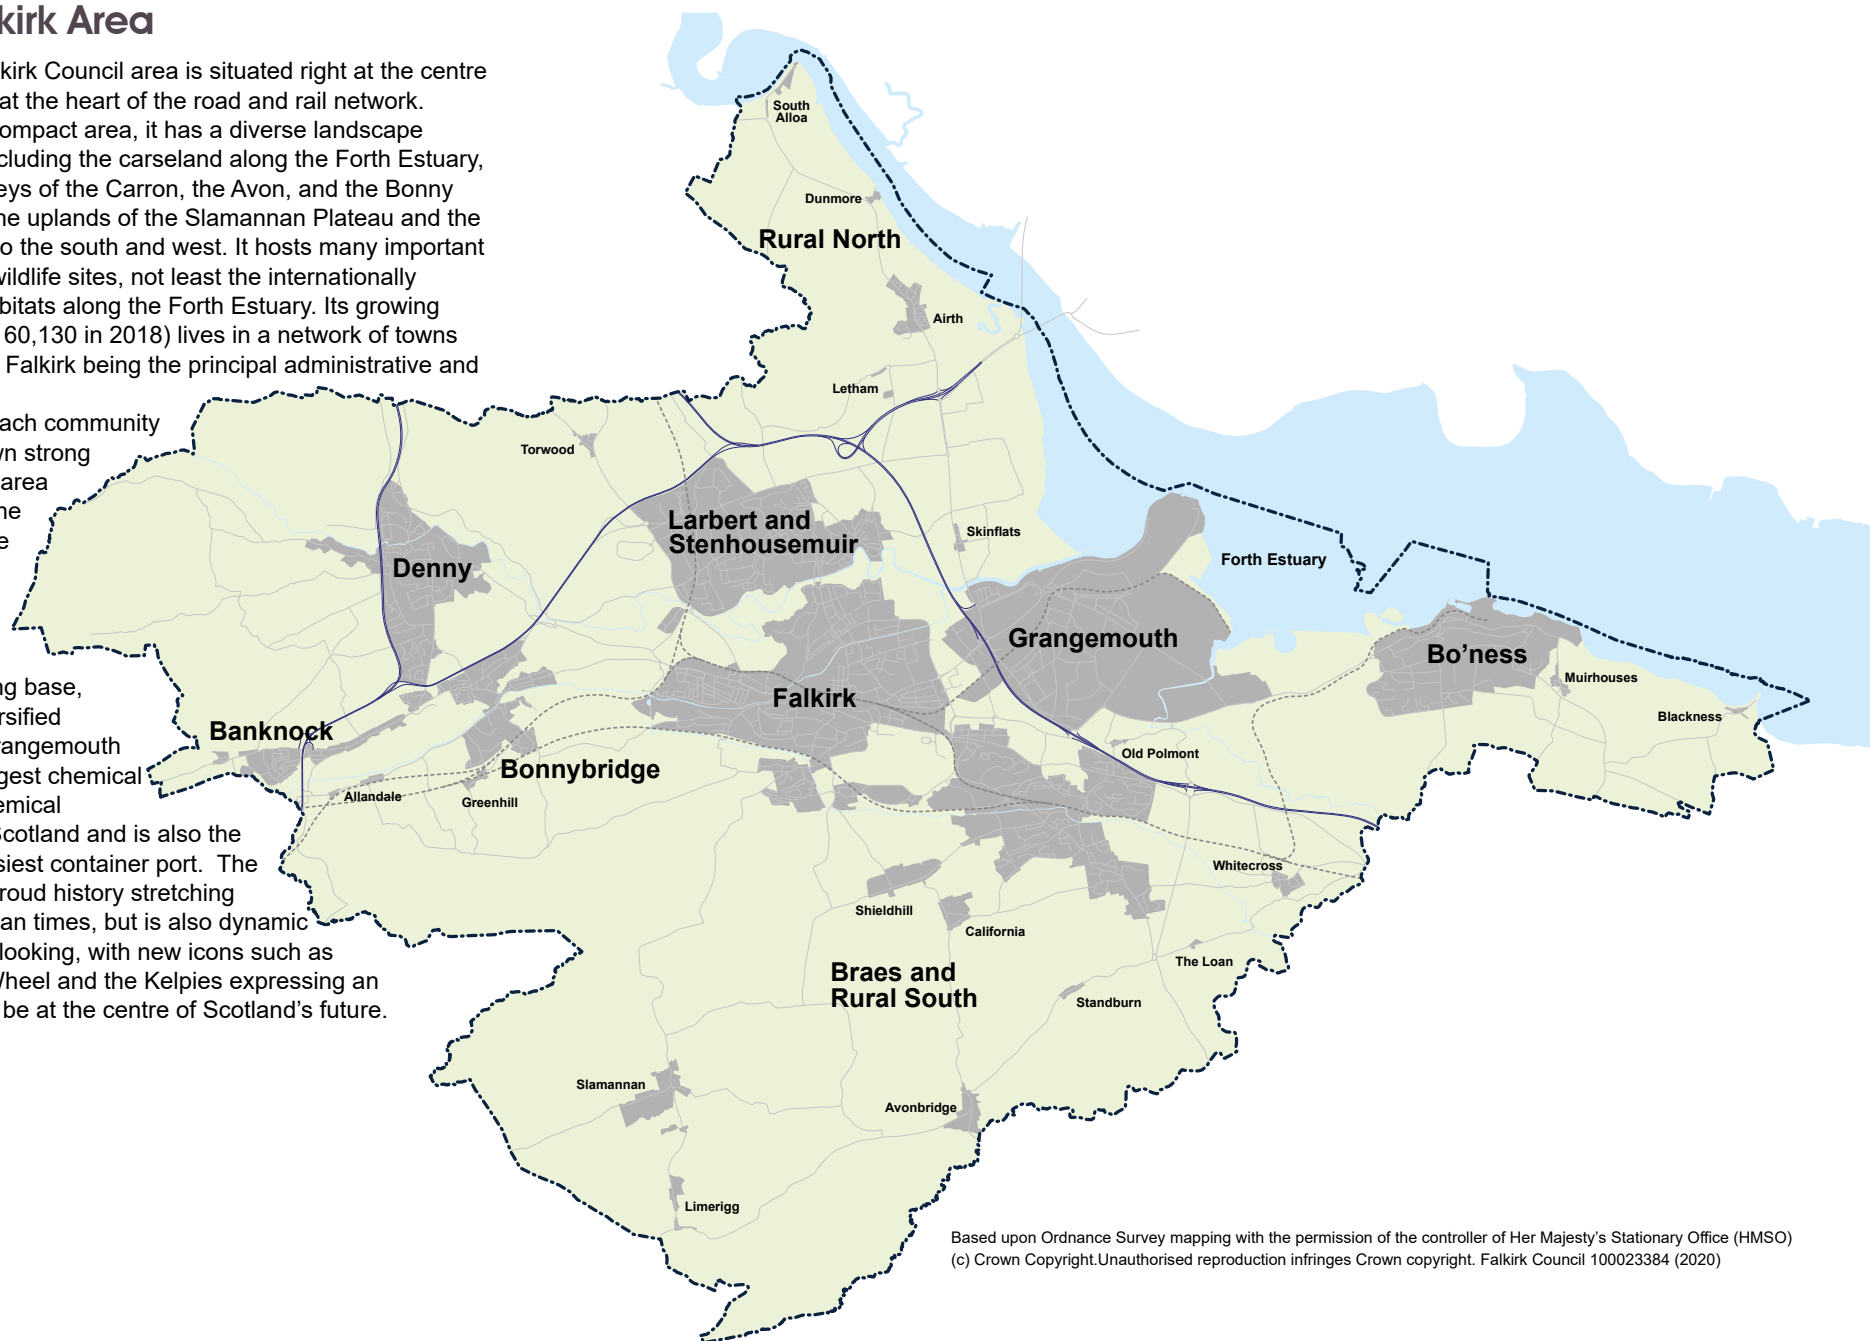 kirk Area
kirk Council area is situated right at the centre
at the heart of the road and rail network.
ompact area, it has a diverse landscape
cluding the carseland along the Forth Estuary,
eys of the Carron, the Avon, and the Bonny
he uplands of the Slamannan Plateau and the
o the south and west. It hosts many important
wildlife sites, not least the internationally
bitats along the Forth Estuary. Its growing
60,130 in 2018) lives in a network of towns
Falkirk being the principal administrative and
ach community
wn strong
area
ne
e
ng base,
ersified
rangemouth
gest chemical
emical
Scotland and is also the
siest container port. The
roud history stretching
an times, but is also dynamic
looking, with new icons such as
Wheel and the Kelpies expressing an
be at the centre of Scotland's future.
South
Alloa
Dunmore
Rural North
Airth
Letham
Torwood
Larbert and
Stenhousemuir
Skinflats
Denny
Forth Estuary
Grangemouth
Bo'ness
Muirhouses
Falkirk
Blackness
Banknock
Old Polmont
Bonnybridge
Allandale
Greenhill
Whitecross
Shieldhill
California
The Loan
Braes and
Rural South
Standburn
Slamannan
Avonbridge
Limerigg
Based upon Ordnance Survey mapping with the permission of the controller of Her Majesty's Stationary Office (HMSO)
(c) Crown Copyright.Unauthorised reproduction infringes Crown copyright. Falkirk Council 100023384 (2020)